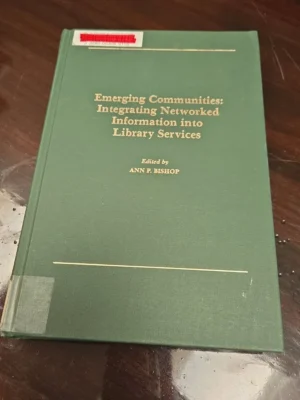 Emerging Communities:
Integrating Networked
Information into
Library Services
Edited by
ANN P. BISHOP